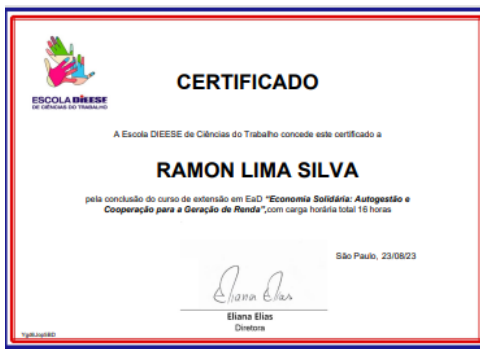 ESCOLA DIEESE
DE CIÊNCIAS DO TRABALHO
CERTIFICADO
A Escola DIEESE de Ciências do Trabalho concede este certificado a
RAMON LIMA SILVA
pela conclusão do curso de extensão em EaD "Economia Solidária: Autogestão e
Cooperação para a Geração de Renda",com carga horária total 16 horas
São Paulo, 23/08/23
Eliana Elias
Eliana Elias
Diretora